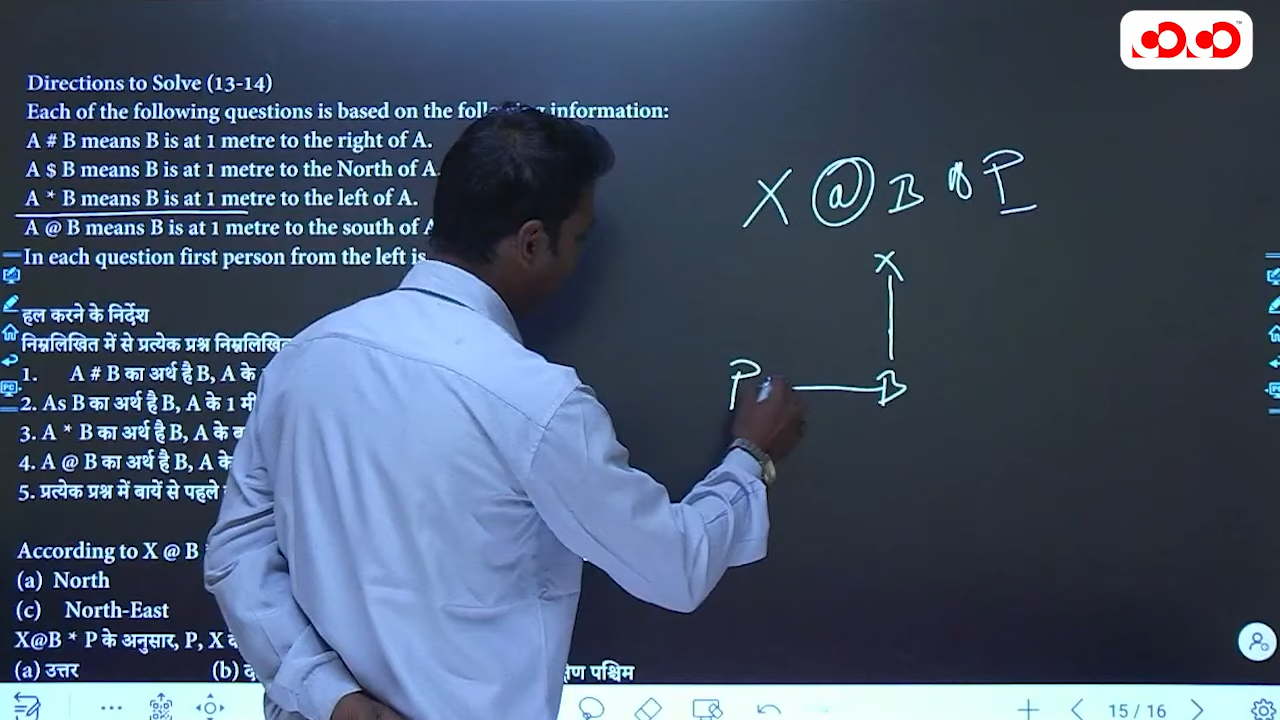 Directions to Solve (13-14)
Each of the following questions is based on the following information:
A # B means B is at 1 metre to the right of A.
A $ B means B is at 1 metre to the North of A.
A * B means B is at 1 metre to the left of A.
A @ B means B is at 1 metre to the south of
In each question first person from the left is
हल करने के निर्देश
निम्नलिखित में से प्रत्येक प्रश्न
1. A # B का अर्थ है B, A के
2. As B का अर्थ है B, A के 1
3. A * B का अर्थ है B, A के
4. A @ B का अर्थ है B, A के
5. प्रत्येक प्रश्न में बायें से पहले
According to X @ B
(a) North
(c) North-East
X@B * P के अनुसार, P, X
(a) उत्तर (b)
पश्चिम
X @ B * P
X
P B
15 / 16